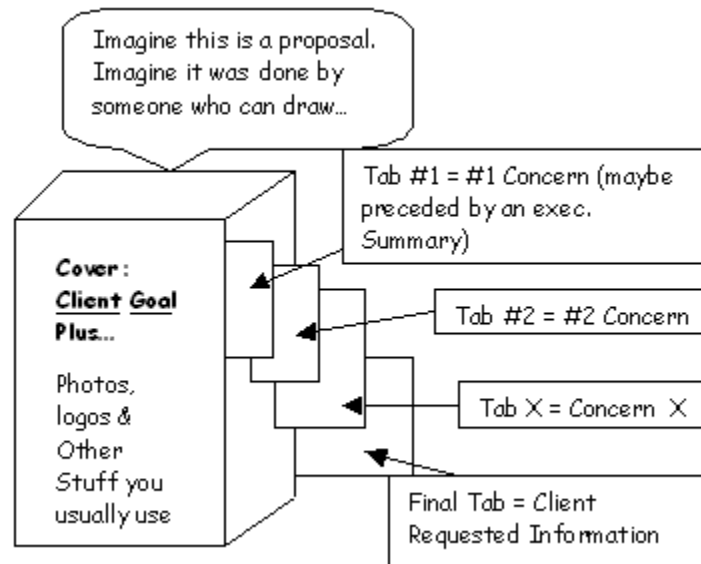 Imagine this is a proposal.
Imagine it was done by
someone who can draw...
Tab #1 = #1 Concern (maybe
preceded by an exec.
Summary)
Cover:
Client Goal
Plus...
Photos,
logos &
Other
Stuff you
usually use
Tab #2 = #2 Concern
Tab X = Concern X
Final Tab = Client
Requested Information